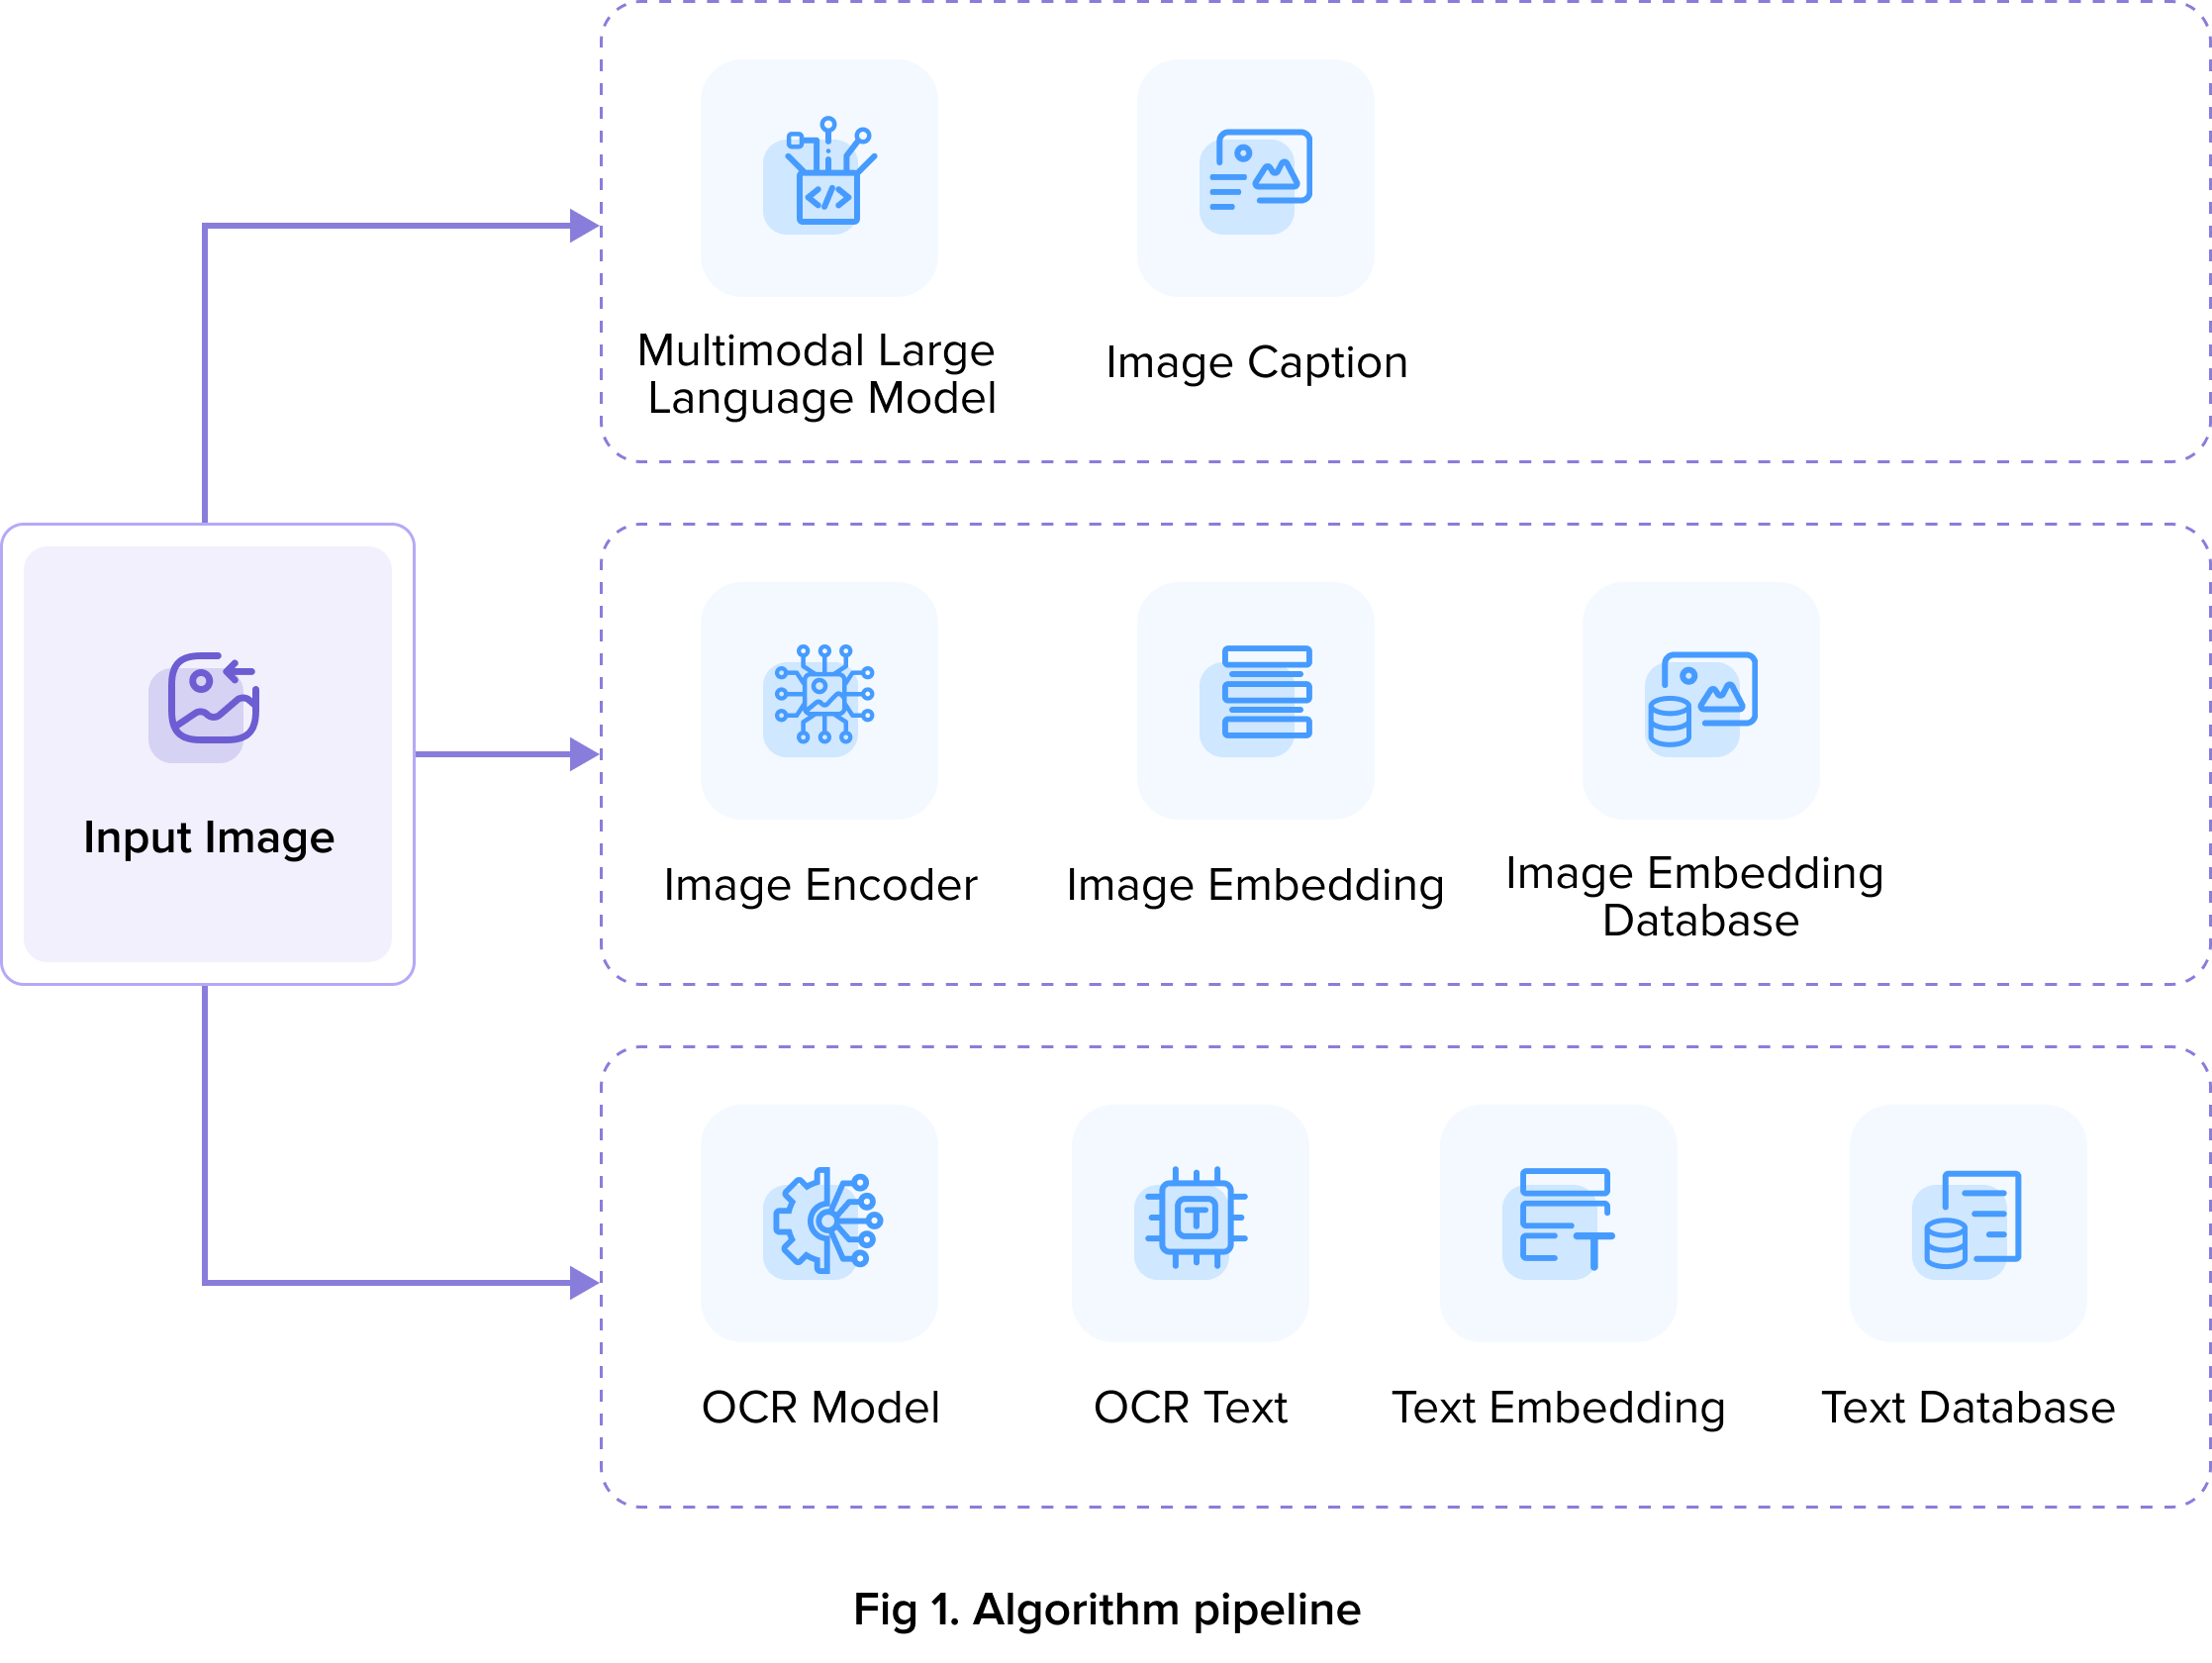 Multimodal Large
Language Model
Image Caption
Input Image
Image Encoder
Image Embedding
Image Embedding
Database
OCR Model
OCR Text
Text Embedding
Text Database
Fig 1. Algorithm pipeline